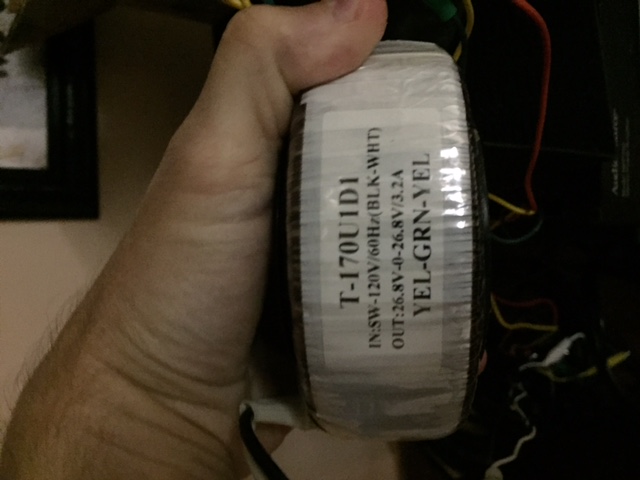 T-170U1D1
IN:SW-120V/60Hz(BLK-WHT)
OUT:26.8V-0-26.8V/3.2A
YEL-GRN-YEL